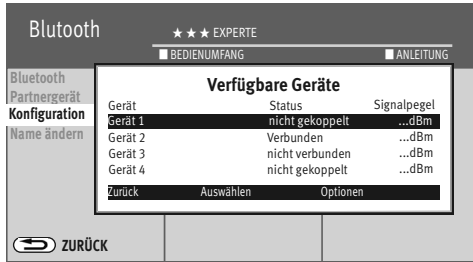 Blutooth
★★★ EXPERTE
BEDIENUMFANG
ANLEITUNG
Bluetooth
Partnergerät
Konfiguration
Name ändern
Verfügbare Geräte
Gerät Status Signalpegel
Gerät 1 nicht gekoppelt ...dBm
Gerät 2 Verbunden ...dBm
Gerät 3 nicht verbunden ...dBm
Gerät 4 nicht gekoppelt ...dBm
Zurück Auswählen Optionen
ZURÜCK